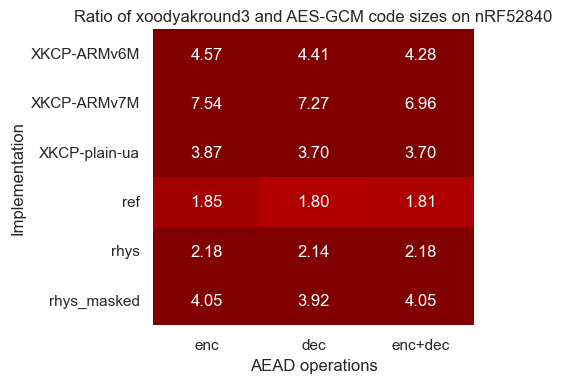 Ratio of xoodyakround3 and AES-GCM code sizes on nRF52840
Implementation
XKCP-ARMv6M 4.57 4.41 4.28
XKCP-ARMv7M 7.54 7.27 6.96
XKCP-plain-ua 3.87 3.70 3.70
ref 1.85 1.80 1.81
rhys 2.18 2.14 2.18
rhys_masked 4.05 3.92 4.05
enc dec enc+dec
AEAD operations